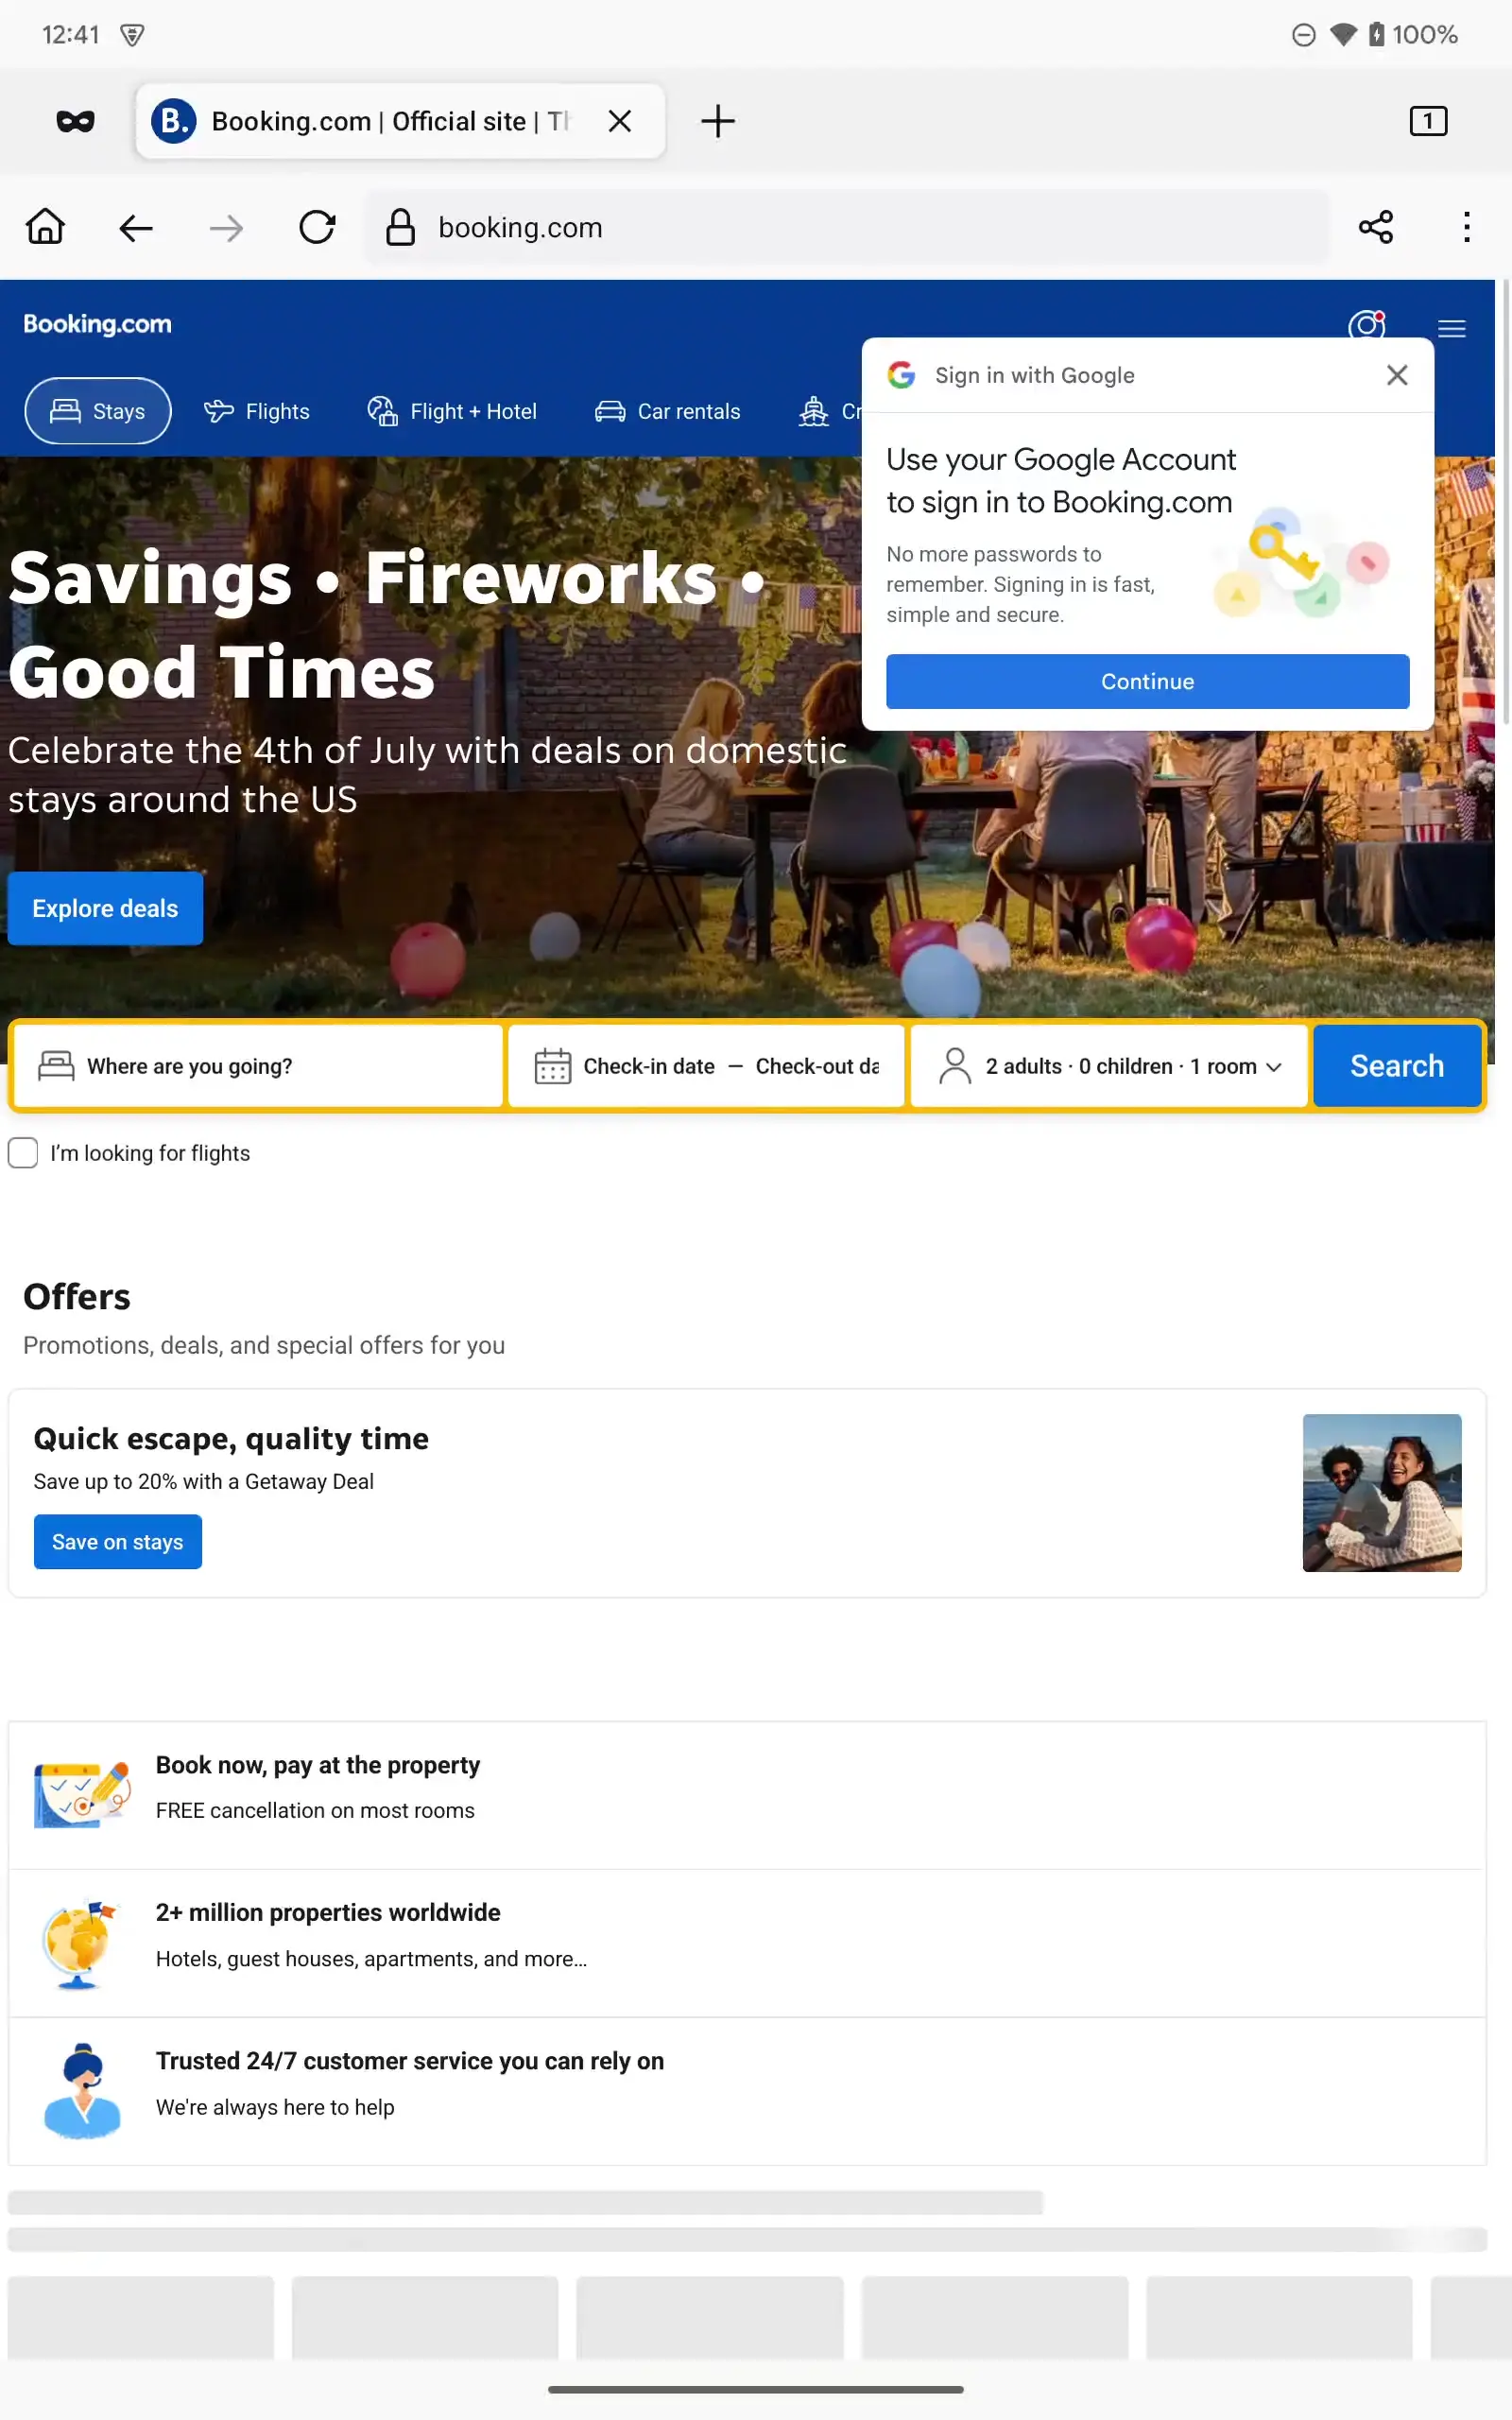 12:41
100%
B. Booking.com | Official site |
1
booking.com
Booking.com
Stays
Flights
Flight + Hotel
Car rentals
Sign in with Google
Use your Google Account
to sign in to Booking.com
No more passwords to
remember. Signing in is fast,
simple and secure.
Continue
Savings • Fireworks •
Good Times
Celebrate the 4th of July with deals on domestic
stays around the US
Explore deals
Where are you going?
Check-in date — Check-out da
2 adults · 0 children · 1 room
Search
I’m looking for flights
Offers
Promotions, deals, and special offers for you
Quick escape, quality time
Save up to 20% with a Getaway Deal
Save on stays
Book now, pay at the property
FREE cancellation on most rooms
2+ million properties worldwide
Hotels, guest houses, apartments, and more…
Trusted 24/7 customer service you can rely on
We're always here to help